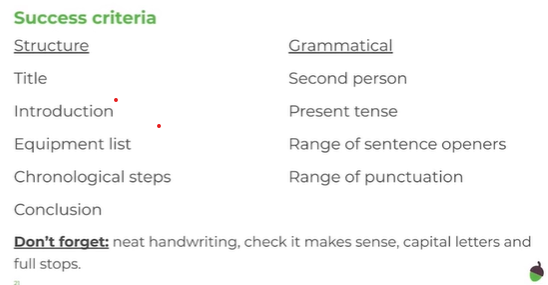 Success criteria
Structure Grammatical
Title Second person
Introduction Present tense
Equipment list Range of sentence openers
Chronological steps Range of punctuation
Conclusion
Don't forget: neat handwriting, check it makes sense, capital letters and
full stops.
21